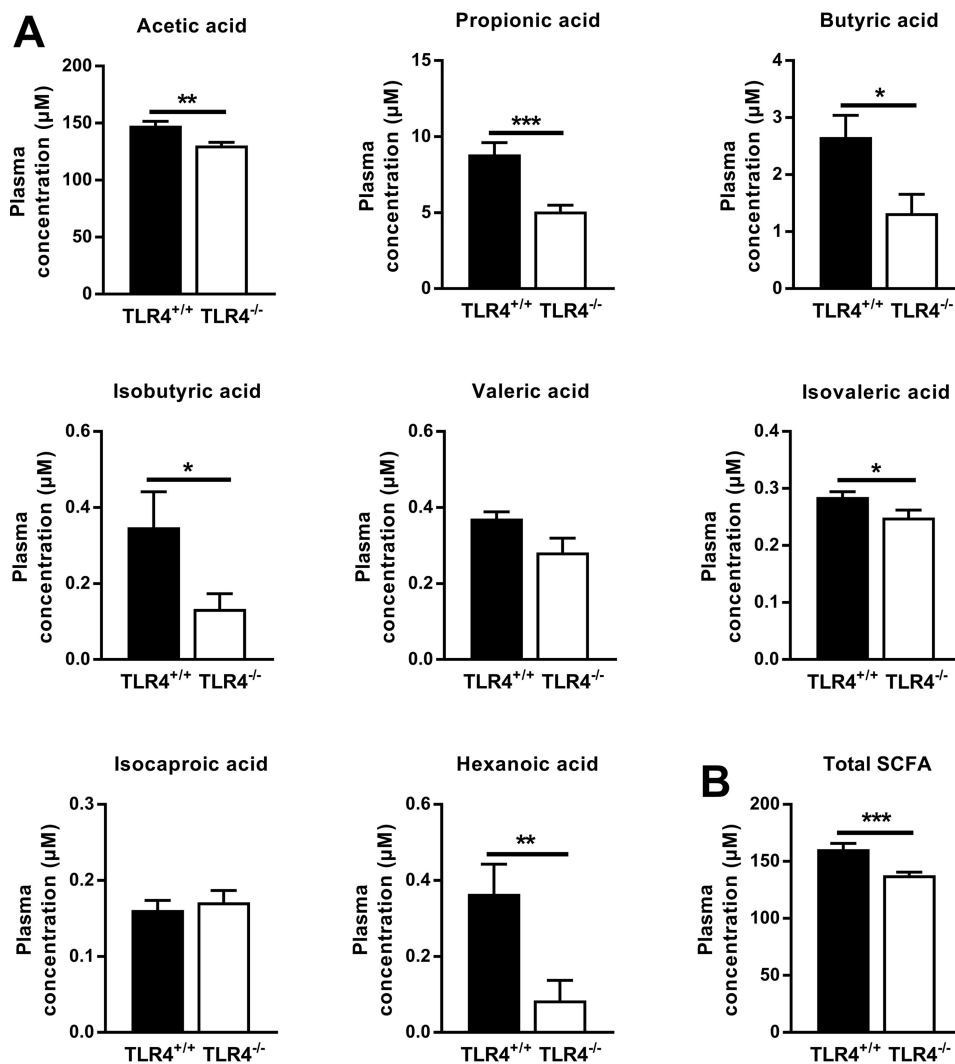 A
Acetic acid
Plasma
concentration (µM)
200
150
100
50
0
**
TLR4+/+ TLR4-/-
Propionic acid
Plasma
concentration (µM)
15
10
5
0
***
TLR4+/+ TLR4-/-
Butyric acid
Plasma
concentration (µM)
4
3
2
1
0
*
TLR4+/+ TLR4-/-
Isobutyric acid
Plasma
concentration (µM)
0.6
0.4
0.2
0.0
*
TLR4+/+ TLR4-/-
Valeric acid
Plasma
concentration (µM)
0.6
0.4
0.2
0.0
TLR4+/+ TLR4-/-
Isovaleric acid
Plasma
concentration (µM)
0.4
0.3
0.2
0.1
0.0
*
TLR4+/+ TLR4-/-
Isocaproic acid
Plasma
concentration (µM)
0.3
0.2
0.1
0.0
TLR4+/+ TLR4-/-
Hexanoic acid
Plasma
concentration (µM)
0.6
0.4
0.2
0.0
**
TLR4+/+ TLR4-/-
B
Total SCFA
Plasma
concentration (µM)
200
150
100
50
0
***
TLR4+/+ TLR4-/-